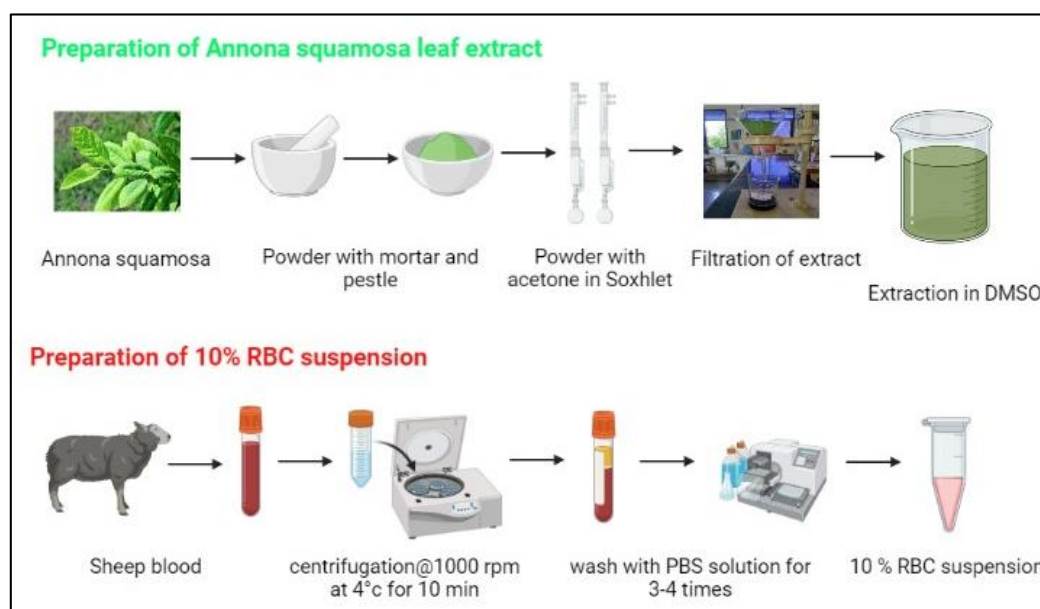 Preparation of Annona squamosa leaf extract
Annona squamosa
Powder with mortar and
pestle
Powder with
acetone in Soxhlet
Filtration of extract
Extraction in DMSO
Preparation of 10% RBC suspension
Sheep blood
centrifugation@1000 rpm
at 4°c for 10 min
wash with PBS solution for
3-4 times
10 % RBC suspension